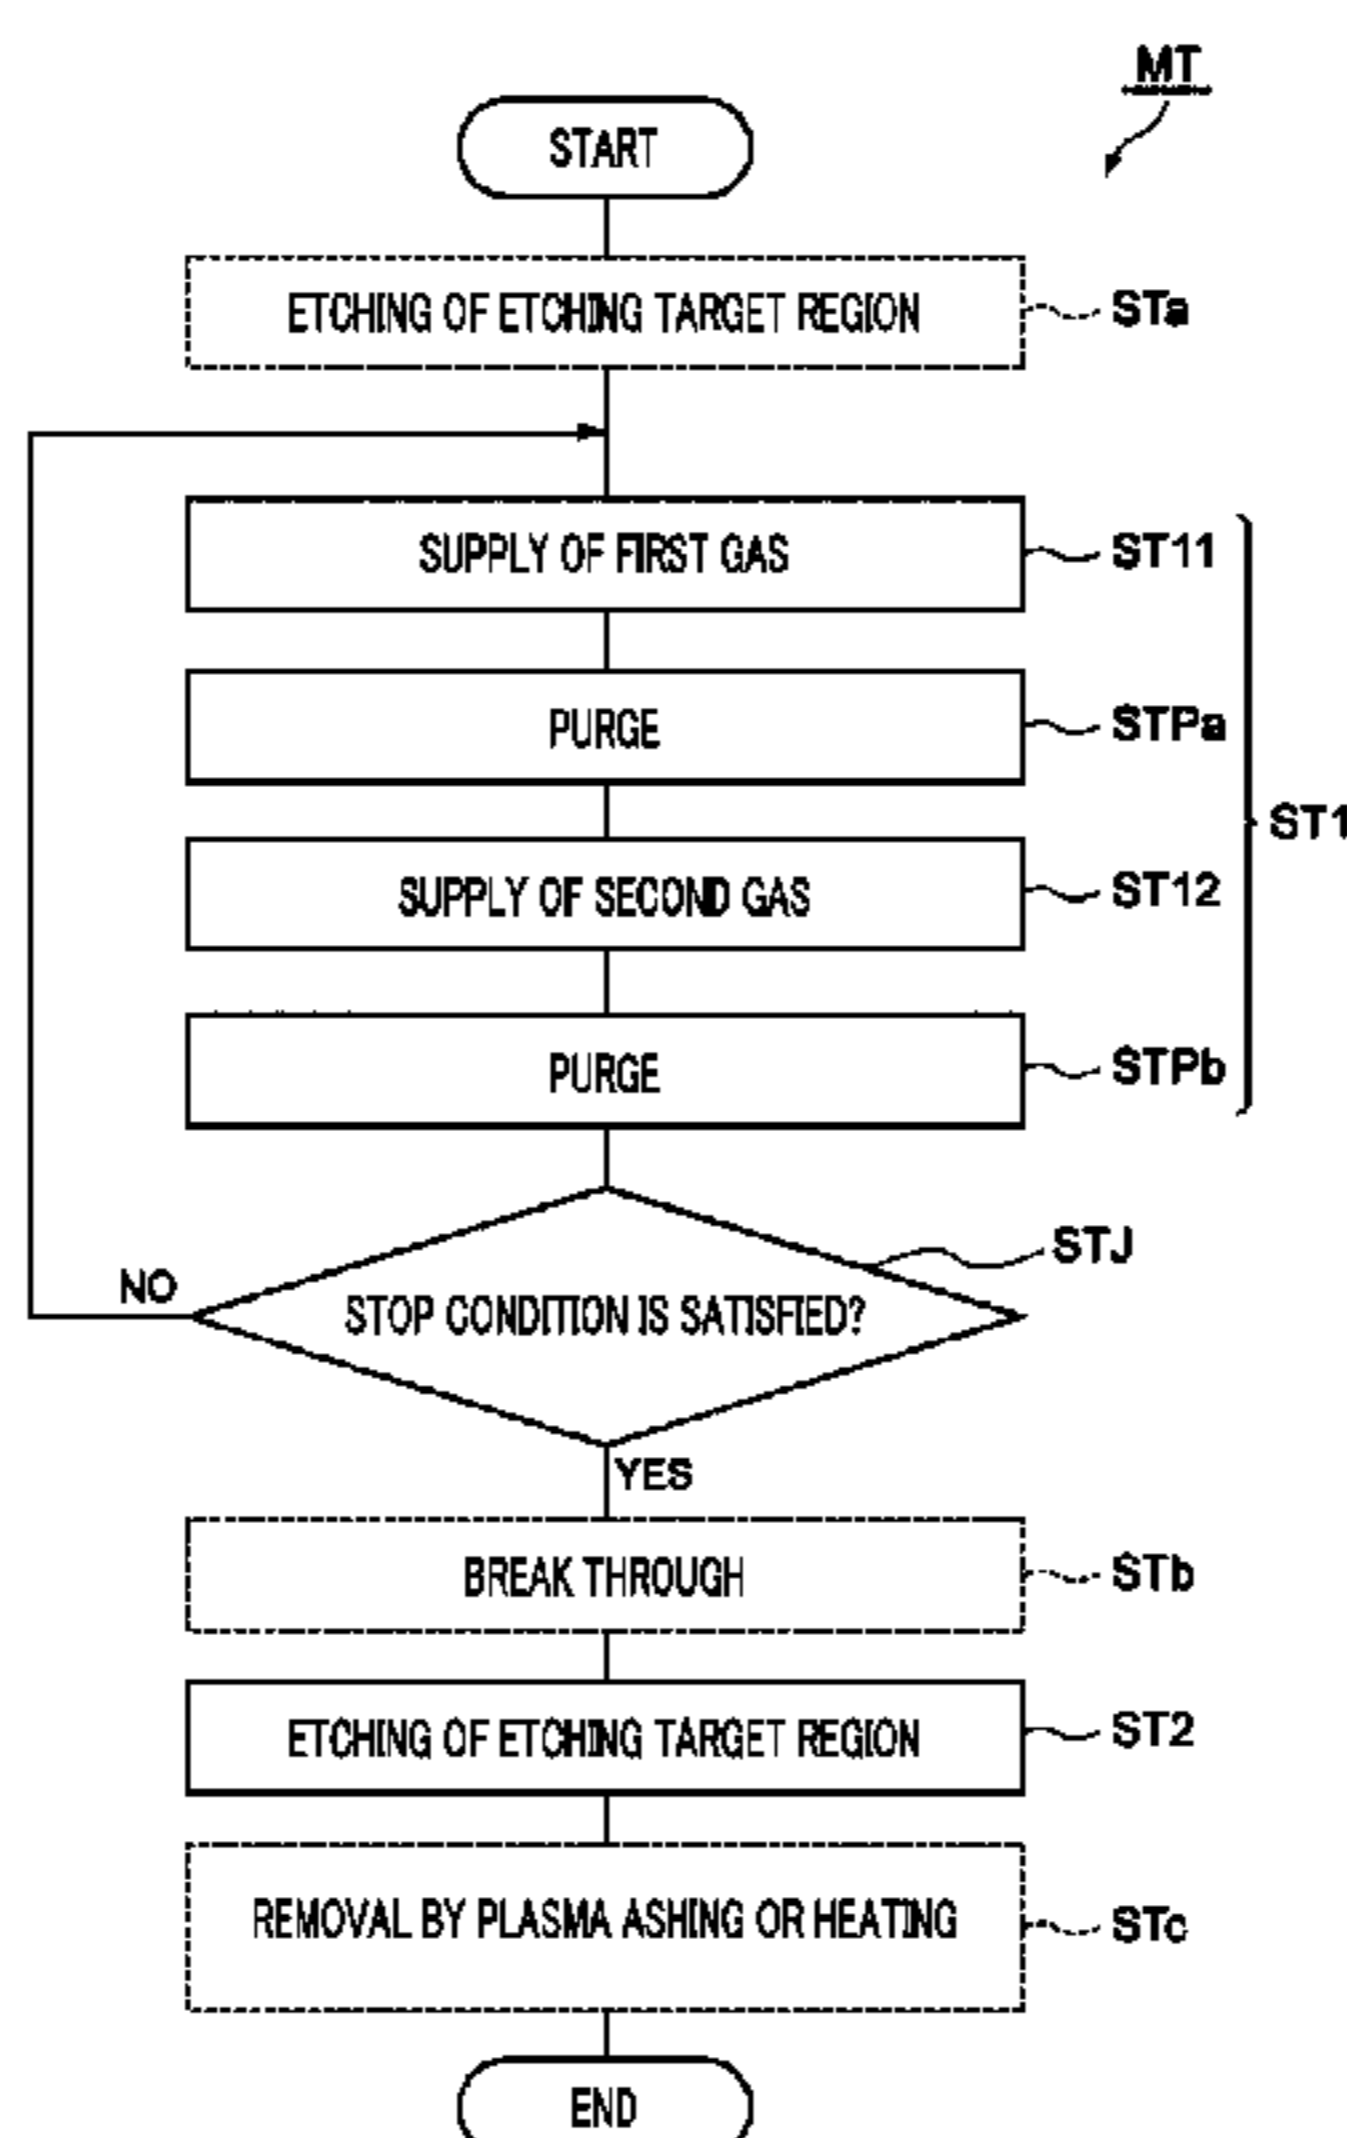 MT
START
ETCHING OF ETCHING TARGET REGION
STa
SUPPLY OF FIRST GAS
ST11
PURGE
STPa
ST1
SUPPLY OF SECOND GAS
ST12
PURGE
STPb
STJ
NO
STOP CONDITION IS SATISFIED?
YES
BREAK THROUGH
STb
ETCHING OF ETCHING TARGET REGION
ST2
REMOVAL BY PLASMA ASHING OR HEATING
STc
END